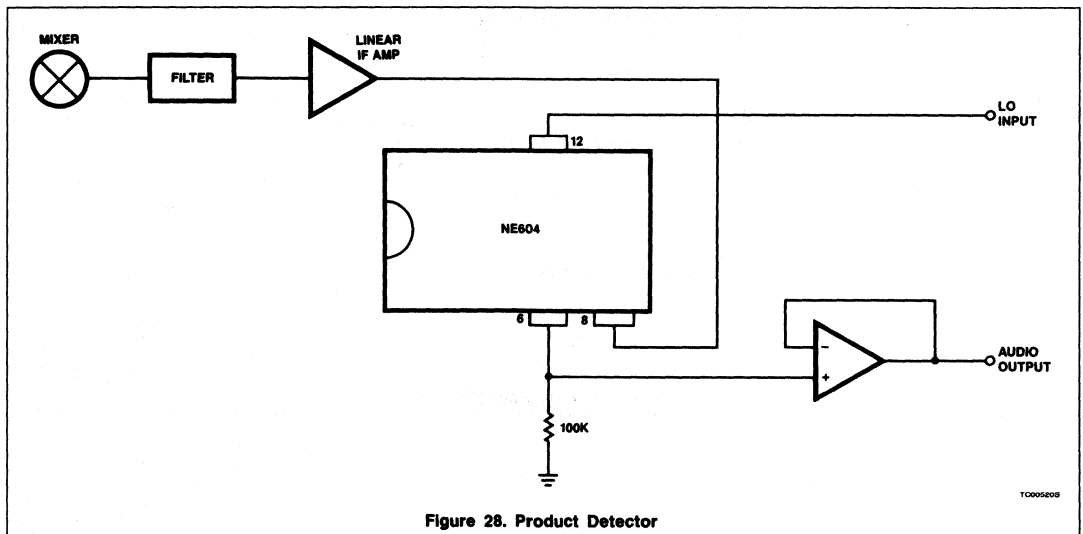 MIXER
FILTER
LINEAR
IF AMP
LO
INPUT
12
NE604
6
8
−
+
AUDIO
OUTPUT
100K
TC00520S
Figure 28. Product Detector